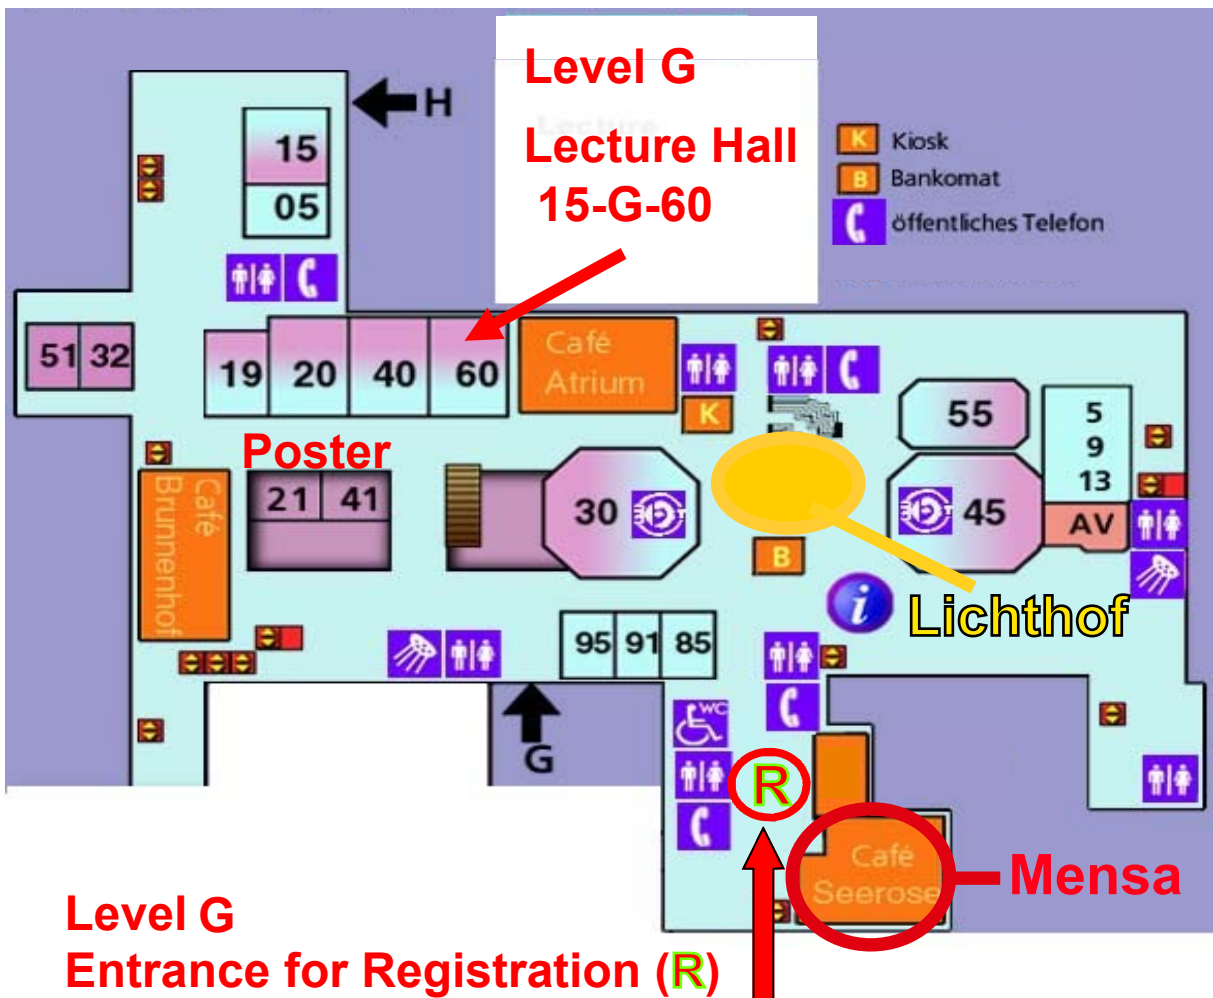 Level G
Lecture Hall
15-G-60
H
K Kiosk
B Bankomat
öffentliches Telefon
15
05
51 32
19 20 40 60
Café
Atrium
K
55
5
9
13
AV
Poster
21 41
30
45
Café
Brunnenhof
B
i
Lichthof
95 91 85
G
WC
R
Café
Seerose
Mensa
Level G
Entrance for Registration (R)